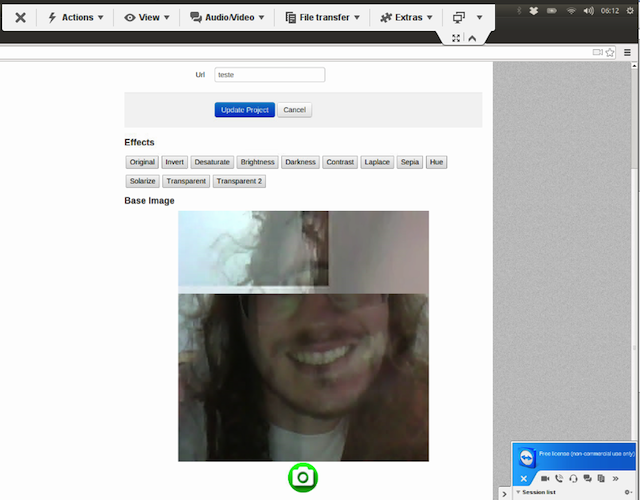 Actions View Audio/Video File transfer Extras
06:12
Url teste
Update Project Cancel
Effects
Original Invert Desaturate Brightness Darkness Contrast Laplace Sepia Hue
Solarize Transparent Transparent 2
Base Image
Free license (non-commercial use only)
Session list